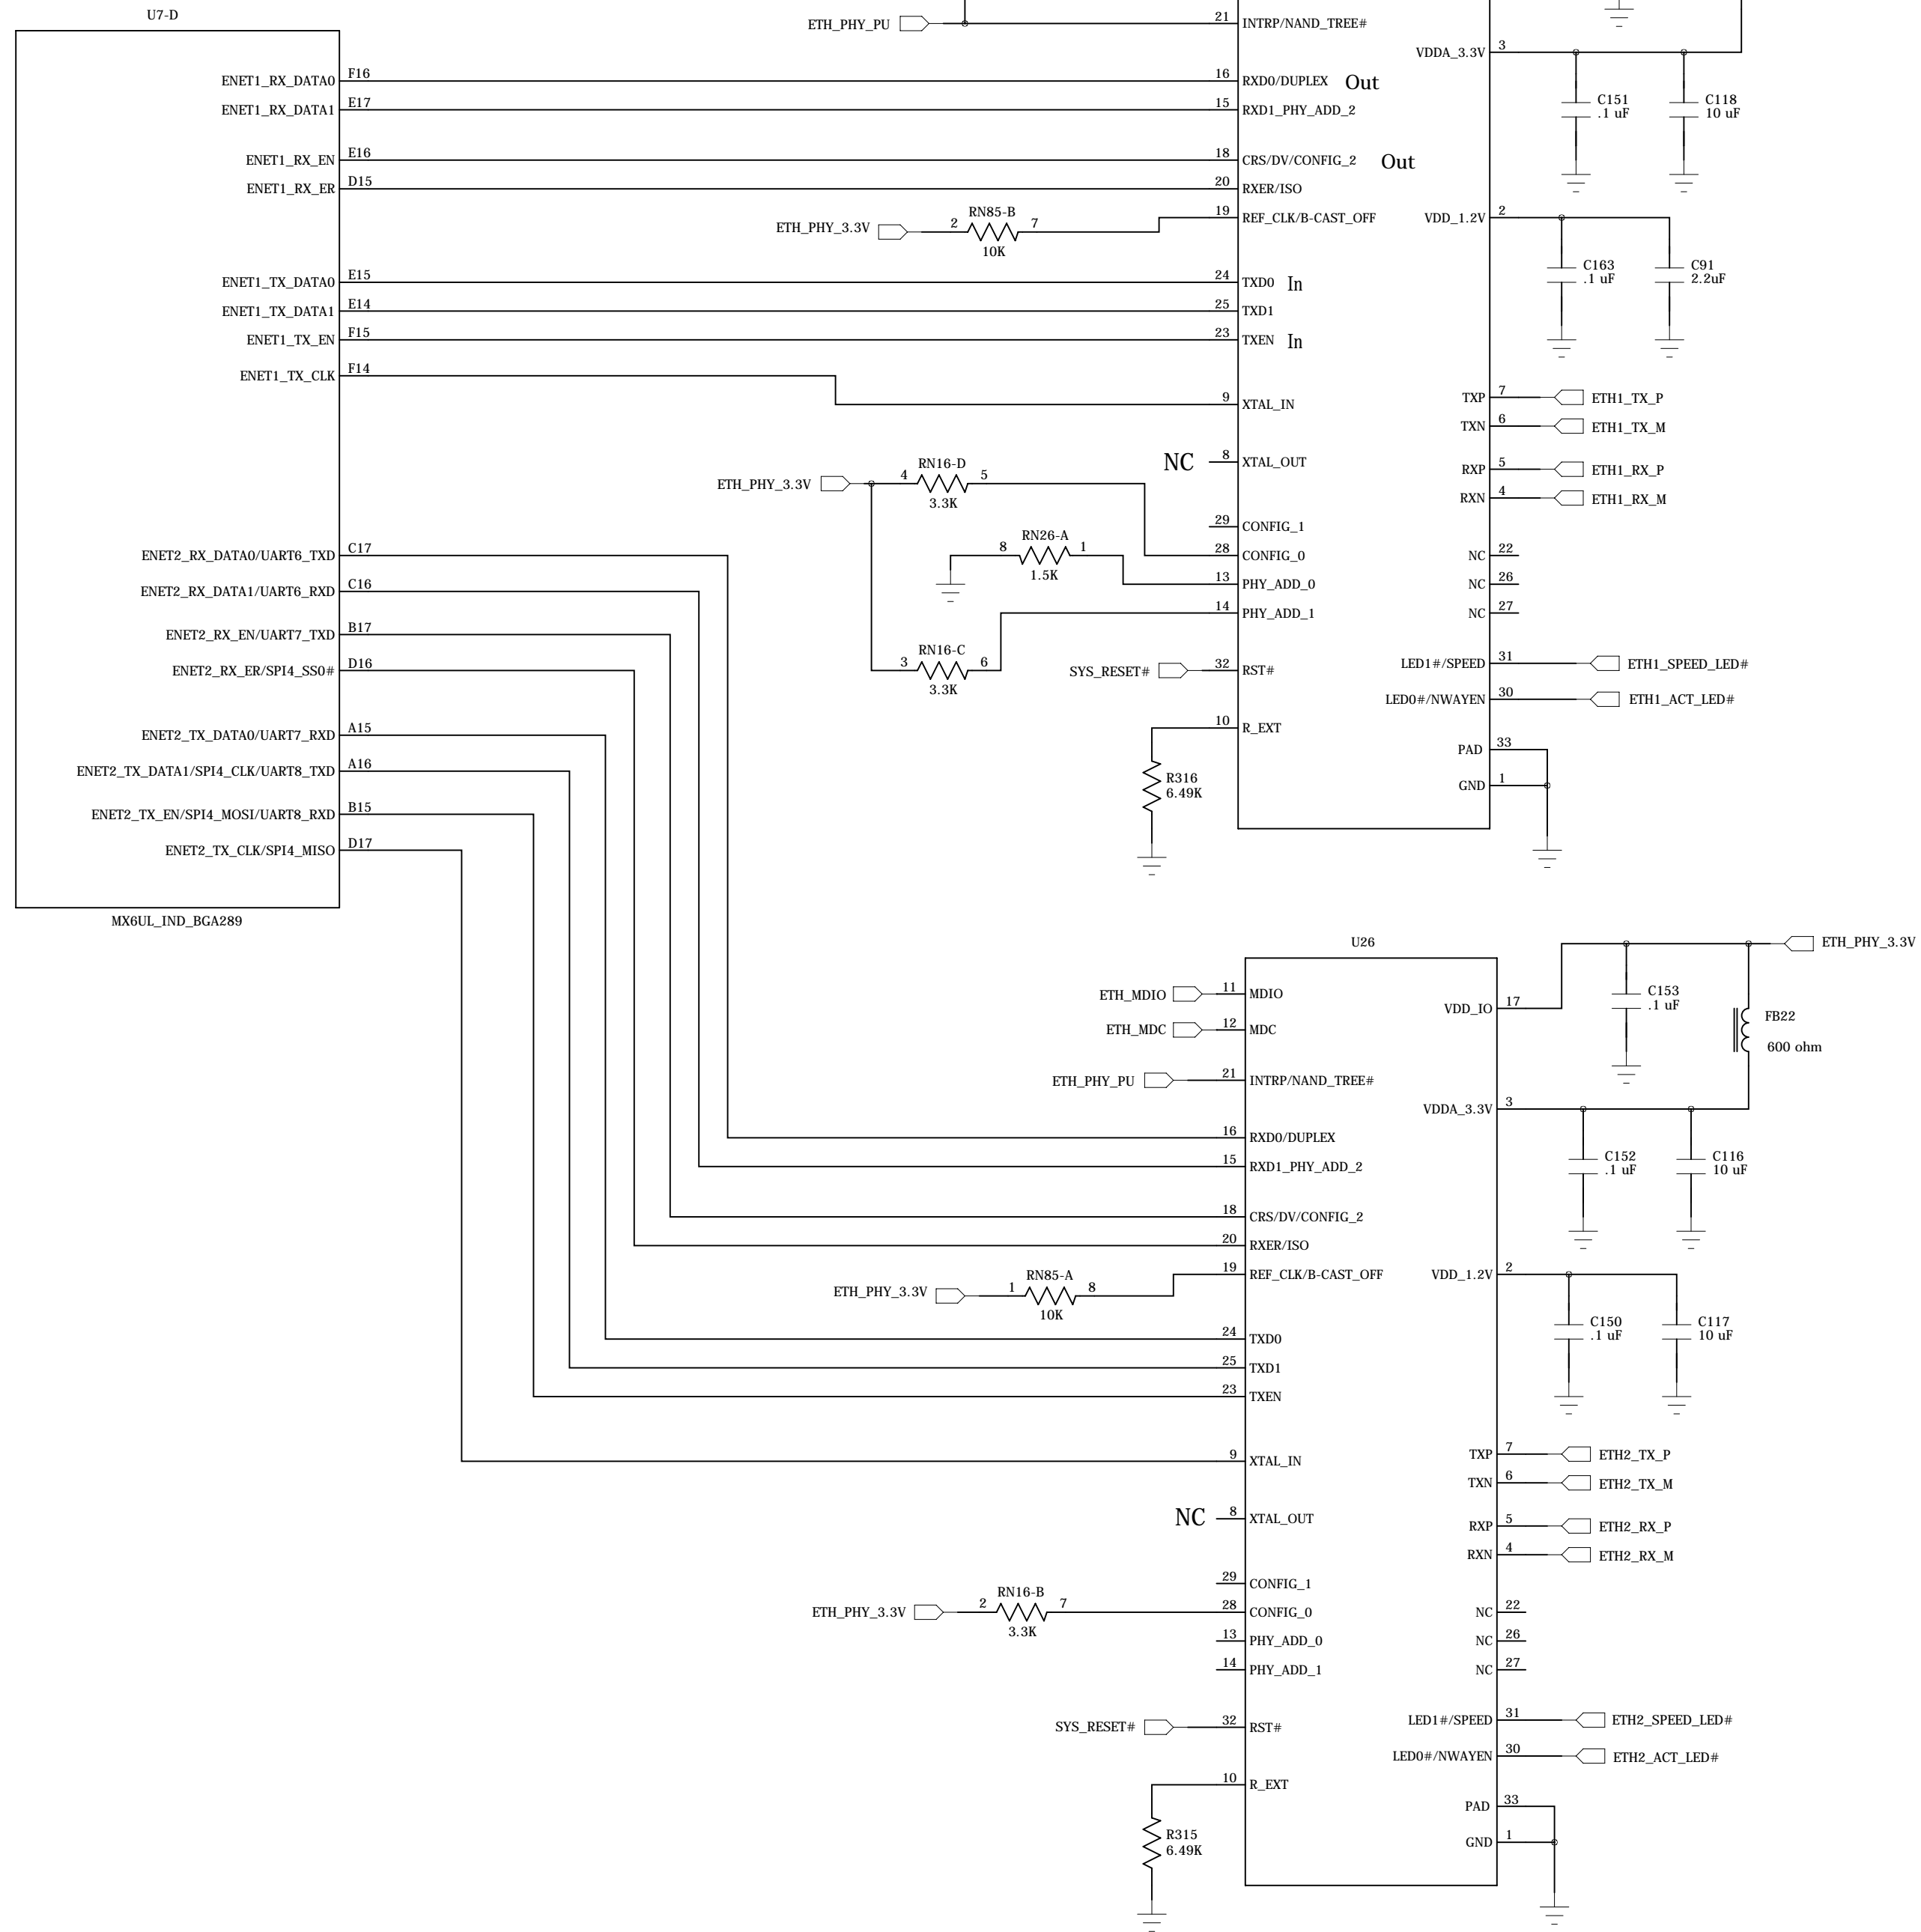 U7-D
ENET1_RX_DATA0 F16
ENET1_RX_DATA1 E17
ENET1_RX_EN E16
ENET1_RX_ER D15
ENET1_TX_DATA0 E15
ENET1_TX_DATA1 E14
ENET1_TX_EN F15
ENET1_TX_CLK F14
ENET2_RX_DATA0/UART6_TXD C17
ENET2_RX_DATA1/UART6_RXD C16
ENET2_RX_EN/UART7_TXD B17
ENET2_RX_ER/SPI4_SS0# D16
ENET2_TX_DATA0/UART7_RXD A15
ENET2_TX_DATA1/SPI4_CLK/UART8_TXD A16
ENET2_TX_EN/SPI4_MOSI/UART8_RXD B15
ENET2_TX_CLK/SPI4_MISO D17
MX6UL_IND_BGA289
ETH_PHY_PU 21 INTRP/NAND_TREE#
16 RXD0/DUPLEX Out
15 RXD1_PHY_ADD_2
18 CRS/DV/CONFIG_2 Out
20 RXER/ISO
ETH_PHY_3.3V 2 RN85-B 7 19 REF_CLK/B-CAST_OFF
10K
24 TXD0 In
25 TXD1
23 TXEN In
9 XTAL_IN
NC 8 XTAL_OUT
ETH_PHY_3.3V 4 RN16-D 5
3.3K
29 CONFIG_1
28 CONFIG_0
8 RN26-A 1
1.5K
13 PHY_ADD_0
14 PHY_ADD_1
3 RN16-C 6
3.3K
SYS_RESET# 32 RST#
10 R_EXT
R316
6.49K
VDDA_3.3V 3
C151
.1 uF
C118
10 uF
VDD_1.2V 2
C163
.1 uF
C91
2.2uF
TXP 7 ETH1_TX_P
TXN 6 ETH1_TX_M
RXP 5 ETH1_RX_P
RXN 4 ETH1_RX_M
NC 22
NC 26
NC 27
LED1#/SPEED 31 ETH1_SPEED_LED#
LED0#/NWAYEN 30 ETH1_ACT_LED#
PAD 33
GND 1
U26
ETH_MDIO 11 MDIO
ETH_MDC 12 MDC
ETH_PHY_PU 21 INTRP/NAND_TREE#
16 RXD0/DUPLEX
15 RXD1_PHY_ADD_2
18 CRS/DV/CONFIG_2
20 RXER/ISO
ETH_PHY_3.3V 1 RN85-A 8 19 REF_CLK/B-CAST_OFF
10K
24 TXD0
25 TXD1
23 TXEN
9 XTAL_IN
NC 8 XTAL_OUT
29 CONFIG_1
ETH_PHY_3.3V 2 RN16-B 7 28 CONFIG_0
3.3K
13 PHY_ADD_0
14 PHY_ADD_1
SYS_RESET# 32 RST#
10 R_EXT
R315
6.49K
ETH_PHY_3.3V
VDD_IO 17
C153
.1 uF
FB22
600 ohm
VDDA_3.3V 3
C152
.1 uF
C116
10 uF
VDD_1.2V 2
C150
.1 uF
C117
10 uF
TXP 7 ETH2_TX_P
TXN 6 ETH2_TX_M
RXP 5 ETH2_RX_P
RXN 4 ETH2_RX_M
NC 22
NC 26
NC 27
LED1#/SPEED 31 ETH2_SPEED_LED#
LED0#/NWAYEN 30 ETH2_ACT_LED#
PAD 33
GND 1